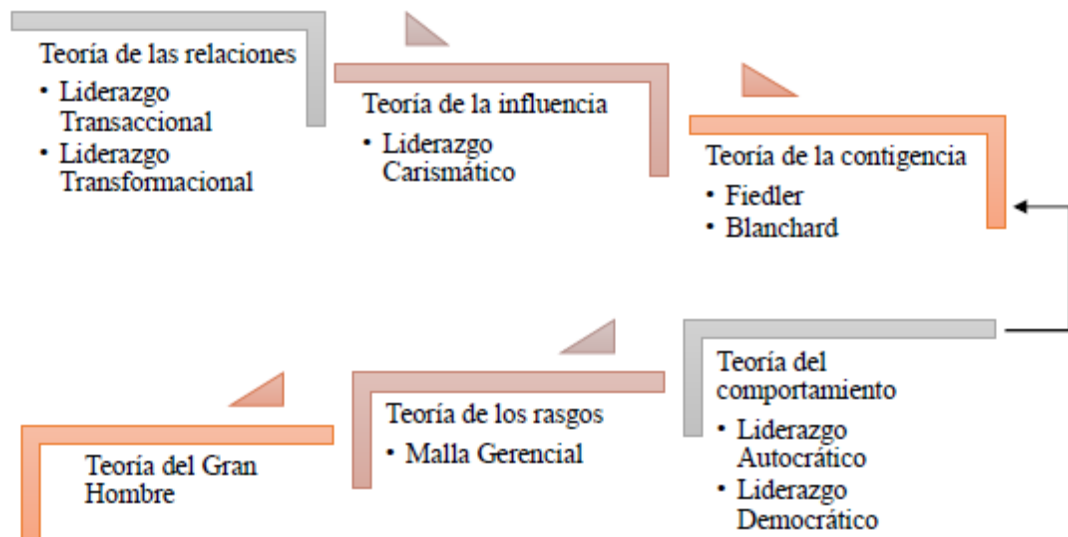 Teoría de las relaciones
• Liderazgo
Transaccional
• Liderazgo
Transformacional
Teoría de la influencia
• Liderazgo
Carismático
Teoría de la contigencia
• Fiedler
• Blanchard
Teoría del Gran
Hombre
Teoría de los rasgos
• Malla Gerencial
Teoría del
comportamiento
• Liderazgo
Autocrático
• Liderazgo
Democrático